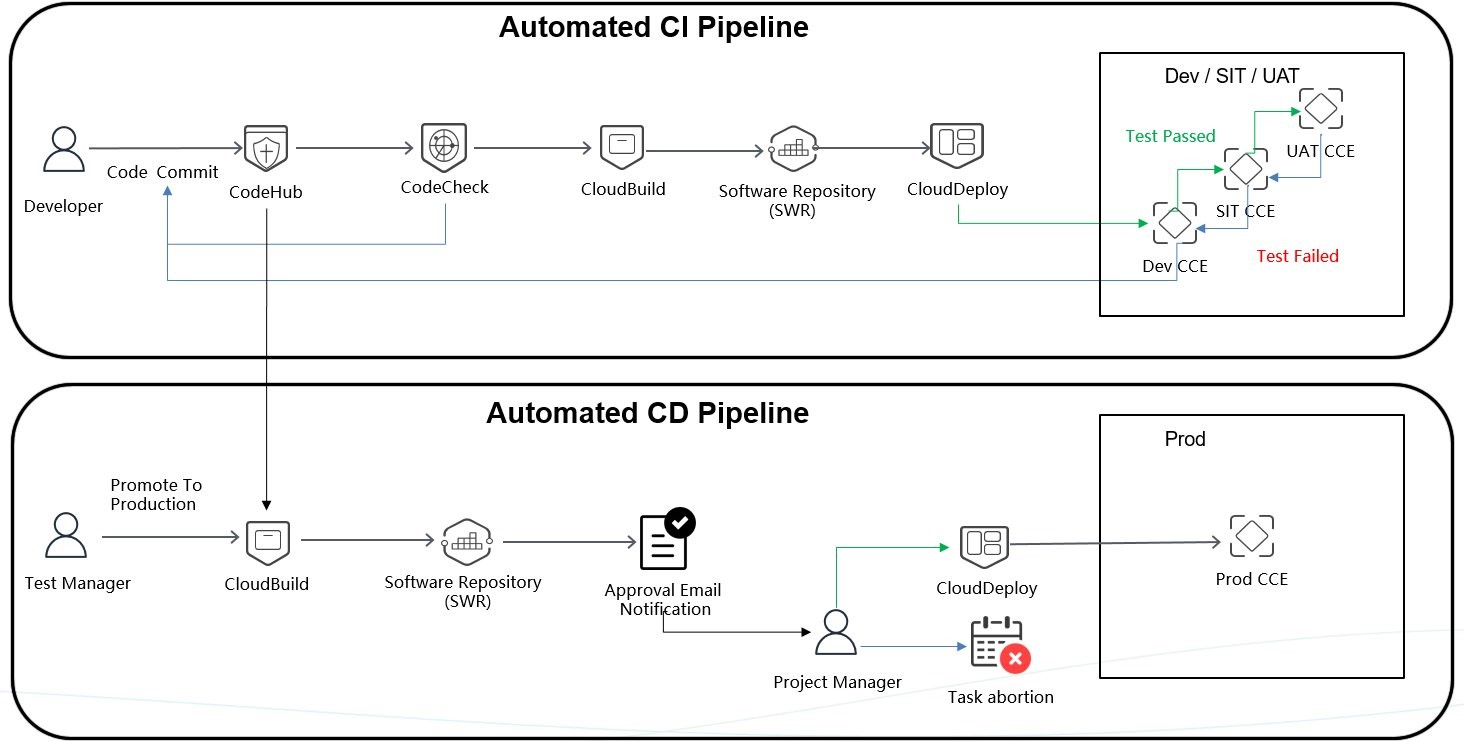 Automated CI Pipeline
Dev / SIT / UAT
Test Passed
UAT CCE
Code Commit
CodeHub
CodeCheck
CloudBuild
Software Repository
(SWR)
CloudDeploy
Developer
SIT CCE
Dev CCE
Test Failed
Automated CD Pipeline
Prod
Promote To
Production
Test Manager
CloudBuild
Software Repository
(SWR)
Approval Email
Notification
CloudDeploy
Prod CCE
Project Manager
Task abortion